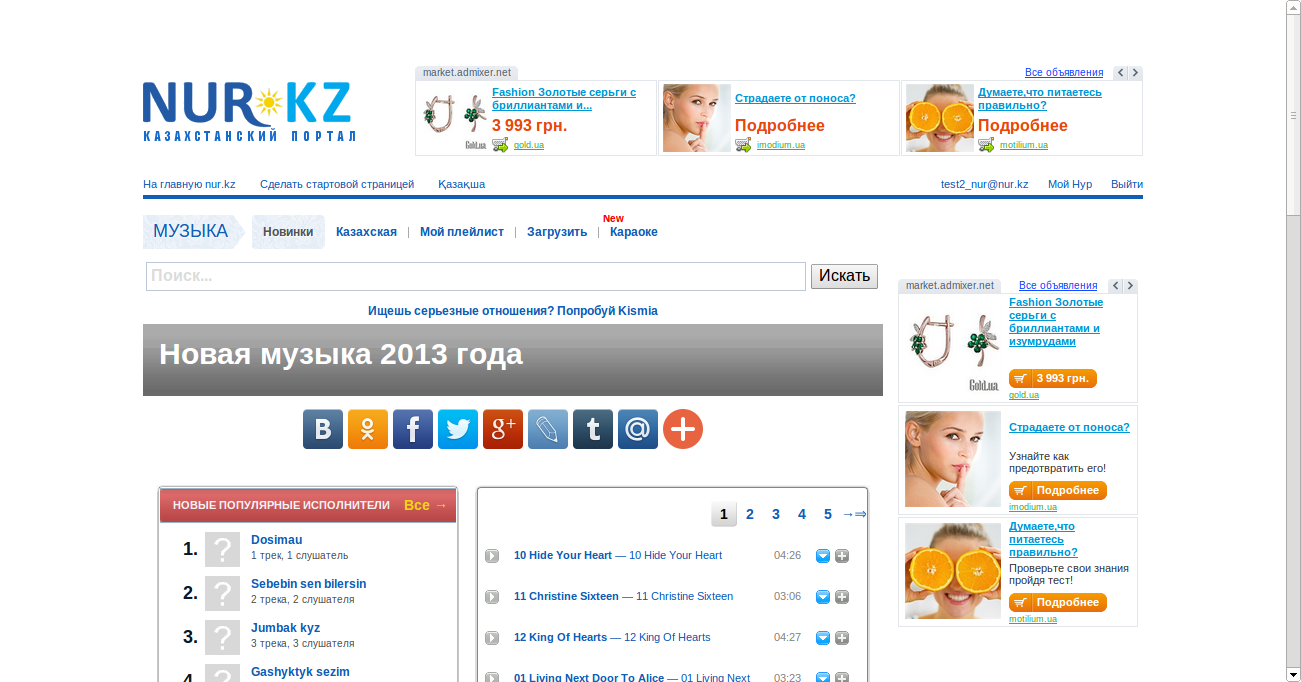 NUR KZ
КАЗАХСТАНСКИЙ ПОРТАЛ
market.admixer.net
Все объявления
Fashion Золотые серьги с
бриллиантами и...
3 993 грн.
Gold.ua
gold.ua
Страдаете от поноса?
Подробнее
imodium.ua
Думаете,что питаетесь
правильно?
Подробнее
motilium.ua
На главную nur.kz
Сделать стартовой страницей
Қазақша
test2_nur@nur.kz
Мой Нур
Выйти
МУЗЫКА
Новинки
Казахская
Мой плейлист
Загрузить
New
Караоке
Поиск...
Искать
Ищешь серьезные отношения? Попробуй Kismia
Новая музыка 2013 года
B
f
g+
t
@
НОВЫЕ ПОПУЛЯРНЫЕ ИСПОЛНИТЕЛИ
Все →
1.
?
Dosimau
1 трек, 1 слушатель
2.
?
Sebebin sen bilersin
2 трека, 2 слушателя
3.
?
Jumbak kyz
3 трека, 3 слушателя
4.
?
Gashyktyk sezim
1 2 3 4 5 →⇒
10 Hide Your Heart — 10 Hide Your Heart 04:26
11 Christine Sixteen — 11 Christine Sixteen 03:06
12 King Of Hearts — 12 King Of Hearts 04:27
01 Living Next Door To Alice — 01 Living Next 03:23
market.admixer.net
Все объявления
Fashion Золотые
серьги с
бриллиантами и
изумрудами
Gold.ua
3 993 грн.
gold.ua
Страдаете от поноса?
Узнайте как
предотвратить его!
Подробнее
imodium.ua
Думаете,что
питаетесь
правильно?
Проверьте свои знания
пройдя тест!
Подробнее
motilium.ua